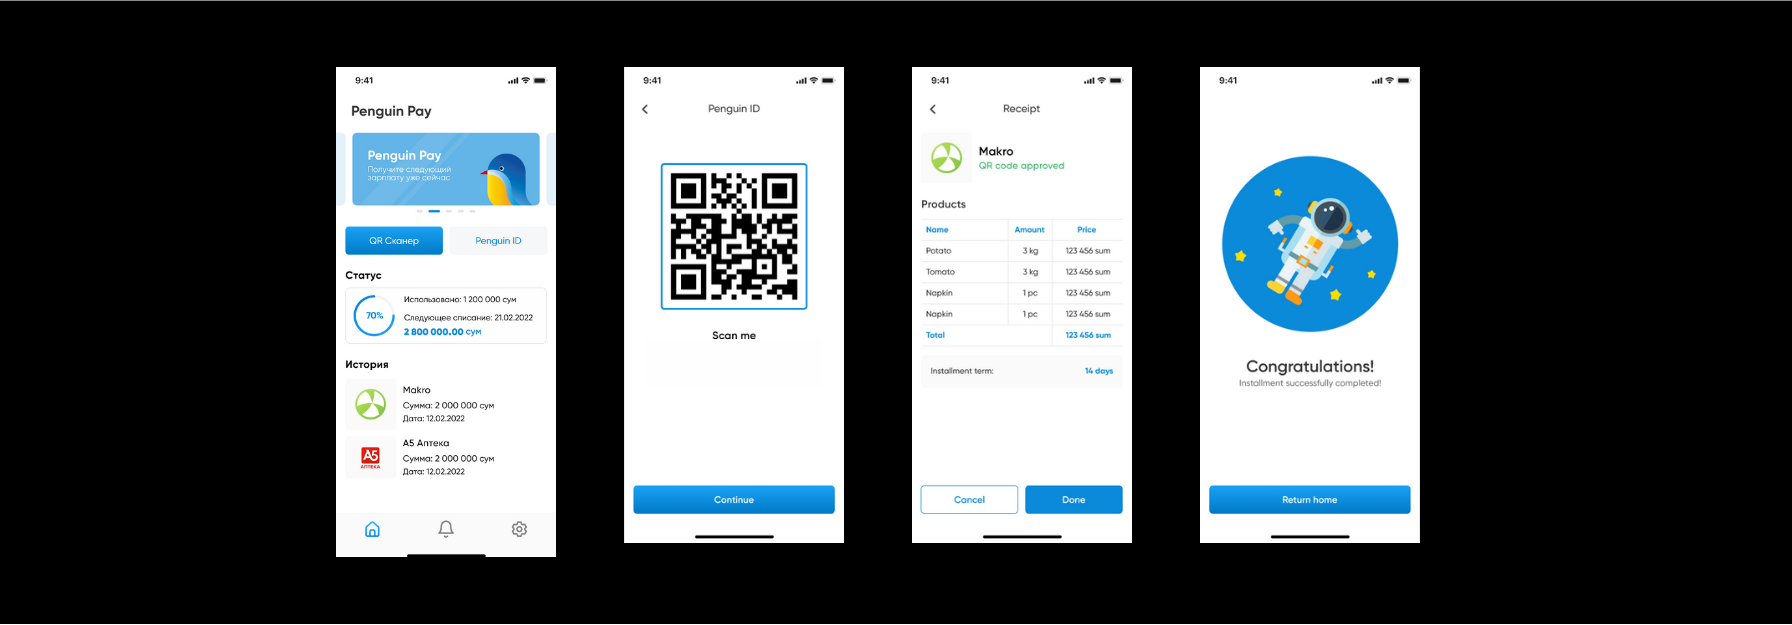 9:41
Penguin Pay
Penguin Pay
Получите следующий
зарплату уже сейчас
QR Сканер
Penguin ID
Статус
70%
Использовано: 1 200 000 сум
Следующее списание: 21.02.2022
2 800 000.00 сум
История
Makro
Сумма: 2 000 000 сум
Дата: 12.02.2022
A5
АПТЕКА
A5 Аптека
Сумма: 2 000 000 сум
Дата: 12.02.2022
9:41
Penguin ID
Scan me
Continue
9:41
Receipt
Makro
QR code approved
Products
Name Amount Price
Potato 3 kg 123 456 sum
Tomato 3 kg 123 456 sum
Napkin 1 pc 123 456 sum
Napkin 1 pc 123 456 sum
Total 123 456 sum
Installment term: 14 days
Cancel
Done
9:41
Congratulations!
Installment successfully completed!
Return home